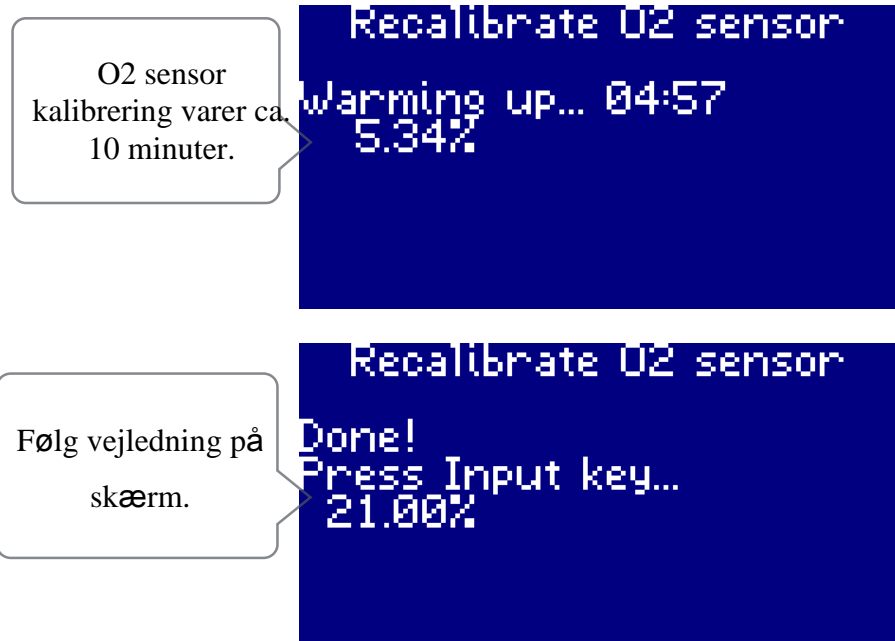 Recalibrate O2 sensor
O2 sensor
kalibrering varer ca.
10 minuter.
Warming up... 04:57
5.34%
Recalibrate O2 sensor
Følg vejledning på
skærm.
Done!
Press Input key...
21.00%